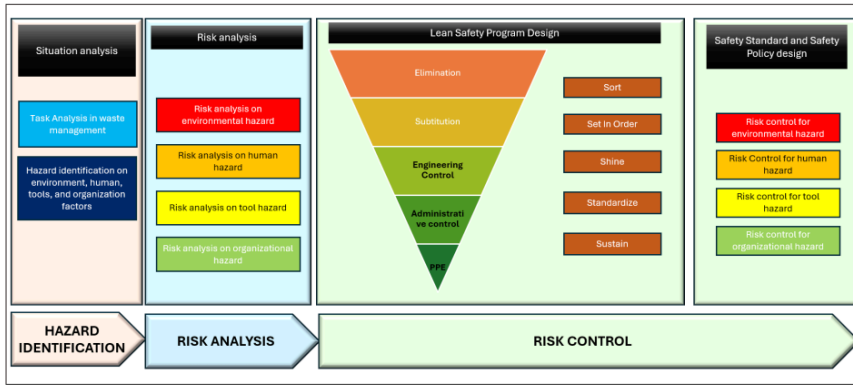 Situation analysis
Task Analysis in waste
management
Hazard identification on
environment, human,
tools, and organization
factors
Risk analysis
Risk analysis on
environmental hazard
Risk analysis on human
hazard
Risk analysis on tool hazard
Risk analysis on organizational
hazard
Lean Safety Program Design
Elimination
Subtitution
Engineering
Control
Administrati
ve control
PPE
Sort
Set In Order
Shine
Standardize
Sustain
Safety Standard and Safety
Policy design
Risk control for
environmental hazard
Risk Control for human
hazard
Risk control for tool
hazard
Risk control for
organizational hazard
HAZARD
IDENTIFICATION
RISK ANALYSIS
RISK CONTROL